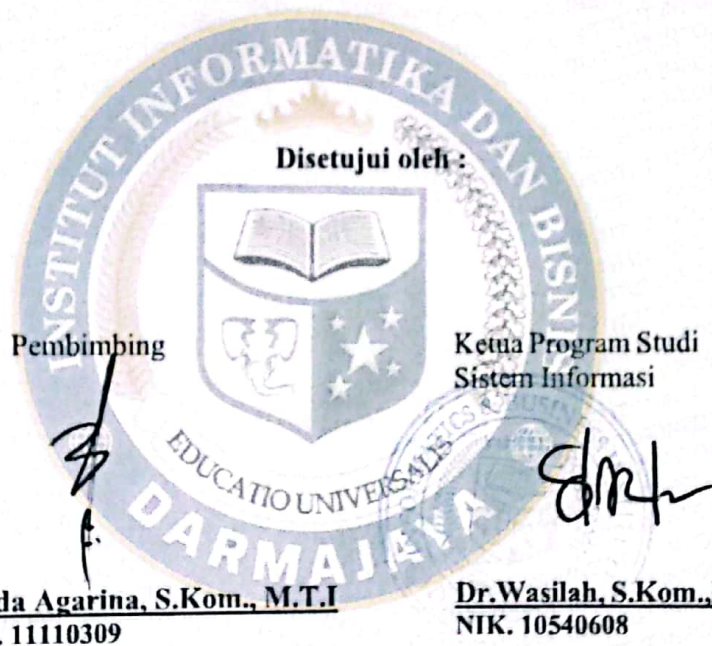 INSTITUT INFORMATIKA DAN BISNIS
Disetujui oleh :
Pembimbing
Ketua Program Studi
Sistem Informasi
EDUCATIO UNIVERSALIS
DARMAJAYA
Agarina, S.Kom., M.T.I
Dr.Wasilah, S.Kom.,
11110309
NIK. 10540608